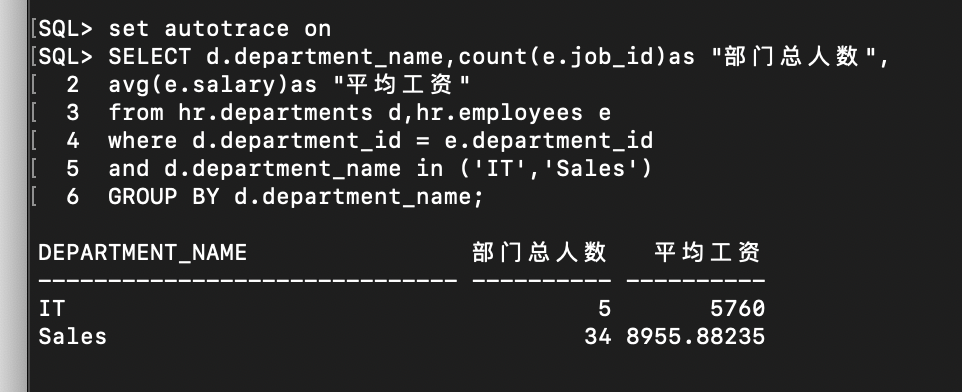 [SQL> set autotrace on
[SQL> SELECT d.department_name,count(e.job_id)as "部门总人数",
[  2  avg(e.salary)as "平均工资"
[  3  from hr.departments d,hr.employees e
[  4  where d.department_id = e.department_id
[  5  and d.department_name in ('IT','Sales')
[  6  GROUP BY d.department_name;
DEPARTMENT_NAME                部门总人数   平均工资
------------------------------ ---------- ----------
IT                                      5       5760
Sales                                  34 8955.88235